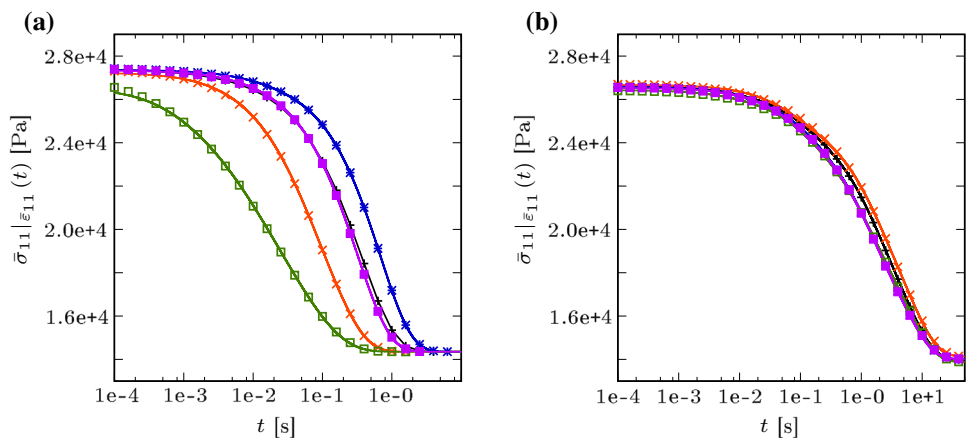 (a)
σ̄₁₁|ε̄₁₁(t) [Pa]
2.8e+4
2.4e+4
2.0e+4
1.6e+4
1e-4 1e-3 1e-2 1e-1 1e-0
t [s]
(b)
σ̄₁₁|ε̄₁₁(t) [Pa]
2.8e+4
2.4e+4
2.0e+4
1.6e+4
1e-4 1e-3 1e-2 1e-1 1e-0 1e+1
t [s]